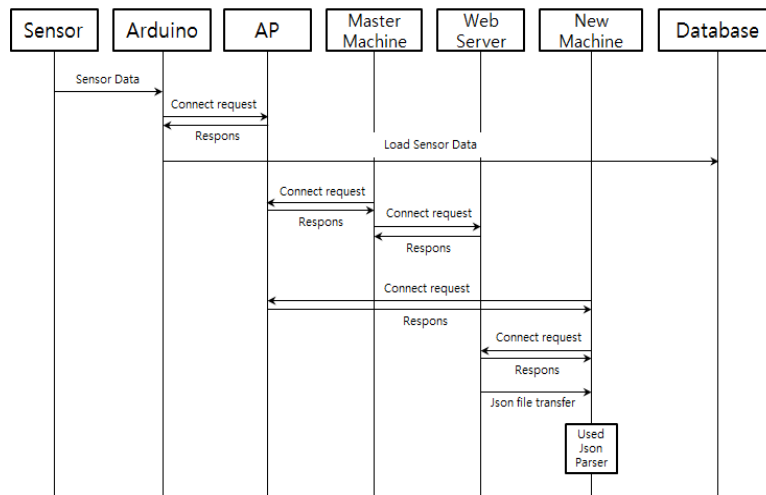 Sensor
Arduino
AP
Master
Machine
Web
Server
New
Machine
Database
Sensor Data
Connect request
Respons
Load Sensor Data
Connect request
Respons
Connect request
Respons
Connect request
Respons
Connect request
Respons
Json file transfer
Used
Json
Parser